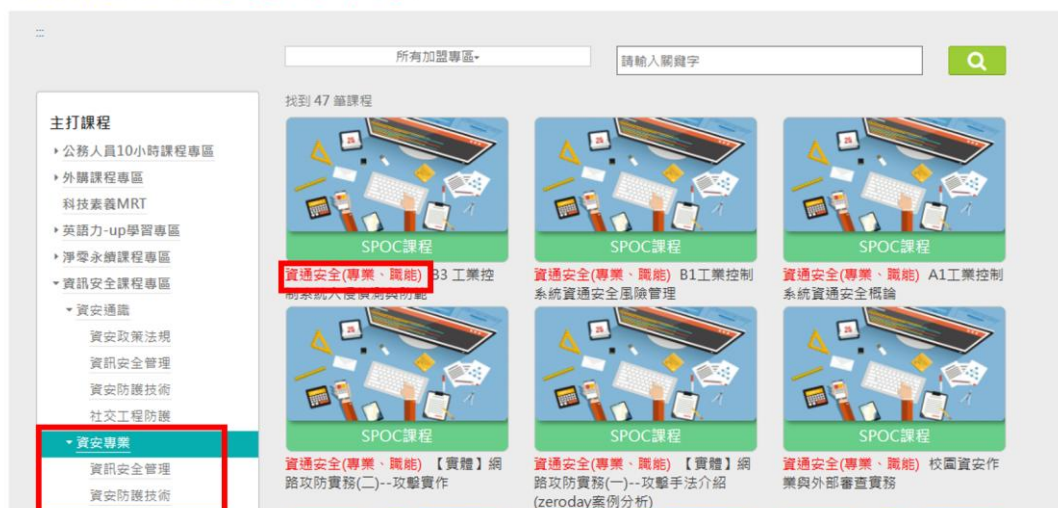 所有加盟專區
請輸入關鍵字
找到 47 筆課程
主打課程
公務人員10小時課程專區
外購課程專區
科技素養MRT
英語力-up學習專區
淨零永續課程專區
資訊安全課程專區
資安通識
資安政策法規
資訊安全管理
資安防護技術
社交工程防護
資安專業
資訊安全管理
資安防護技術
SPOC課程
資通安全(專業、職能) B3 工業控
制系統入侵偵測與防範
SPOC課程
資通安全(專業、職能) B1工業控制
系統資通安全風險管理
SPOC課程
資通安全(專業、職能) A1工業控制
系統資通安全概論
SPOC課程
資通安全(專業、職能) 【實體】網
路攻防實務(二)--攻擊實作
SPOC課程
資通安全(專業、職能) 【實體】網
路攻防實務(一)--攻擊手法介紹
(zeroday案例分析)
SPOC課程
資通安全(專業、職能) 校園資安作
業與外部審查實務